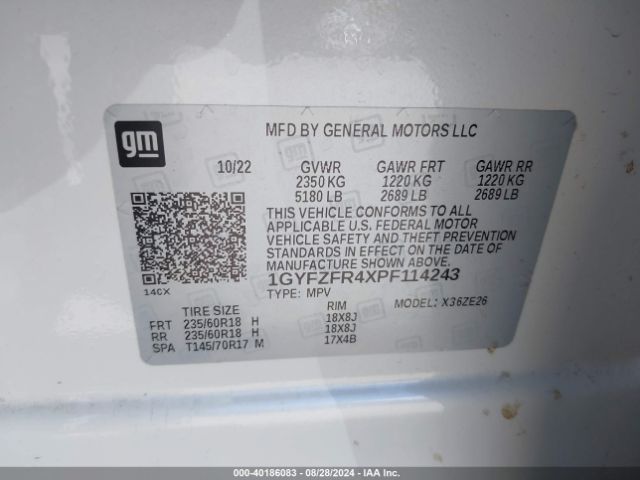 gm
MFD BY GENERAL MOTORS LLC
10/22 GVWR GAWR FRT GAWR RR
2350 KG 1220 KG 1220 KG
5180 LB 2689 LB 2689 LB
THIS VEHICLE CONFORMS TO ALL
APPLICABLE U.S. FEDERAL MOTOR
VEHICLE SAFETY AND THEFT PREVENTION
STANDARDS IN EFFECT ON THE DATE OF
MANUFACTURE SHOWN ABOVE.
14CX
1GYFZFR4XPF114243
TYPE: MPV MODEL: X36ZE26
TIRE SIZE RIM
FRT 235/60R18 H 18X8J
RR 235/60R18 H 18X8J
SPA T145/70R17 M 17X4B
000-40186083 / 08/28/2024 - IAA Inc.